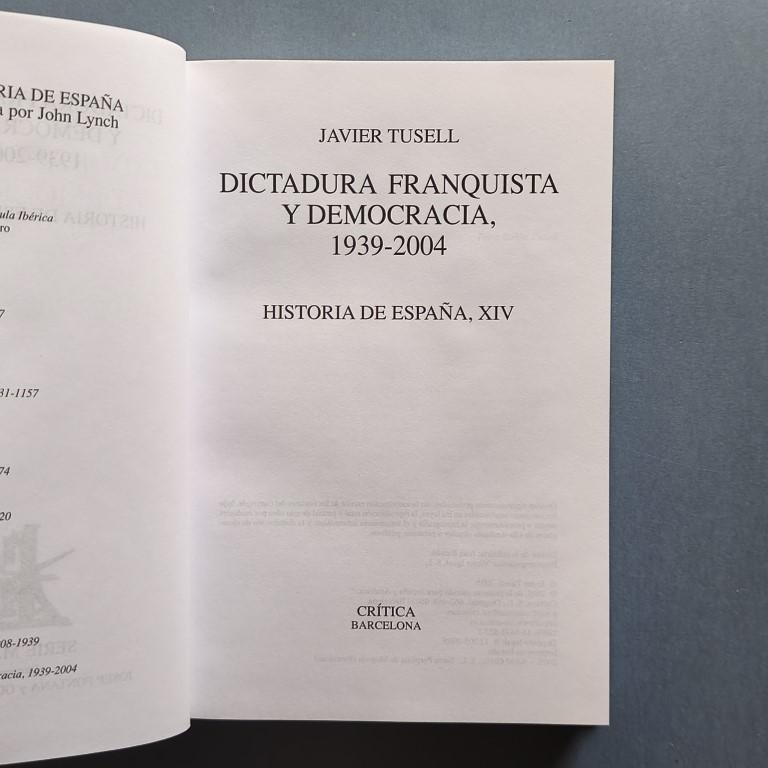 RIA DE ESPAÑA
a por John Lynch
ula Ibérica
ro
7
31-1157
74
20
08-1939
racia, 1939-2004
JAVIER TUSELL
DICTADURA FRANQUISTA
Y DEMOCRACIA,
1939-2004
HISTORIA DE ESPAÑA, XIV
CRÍTICA
BARCELONA